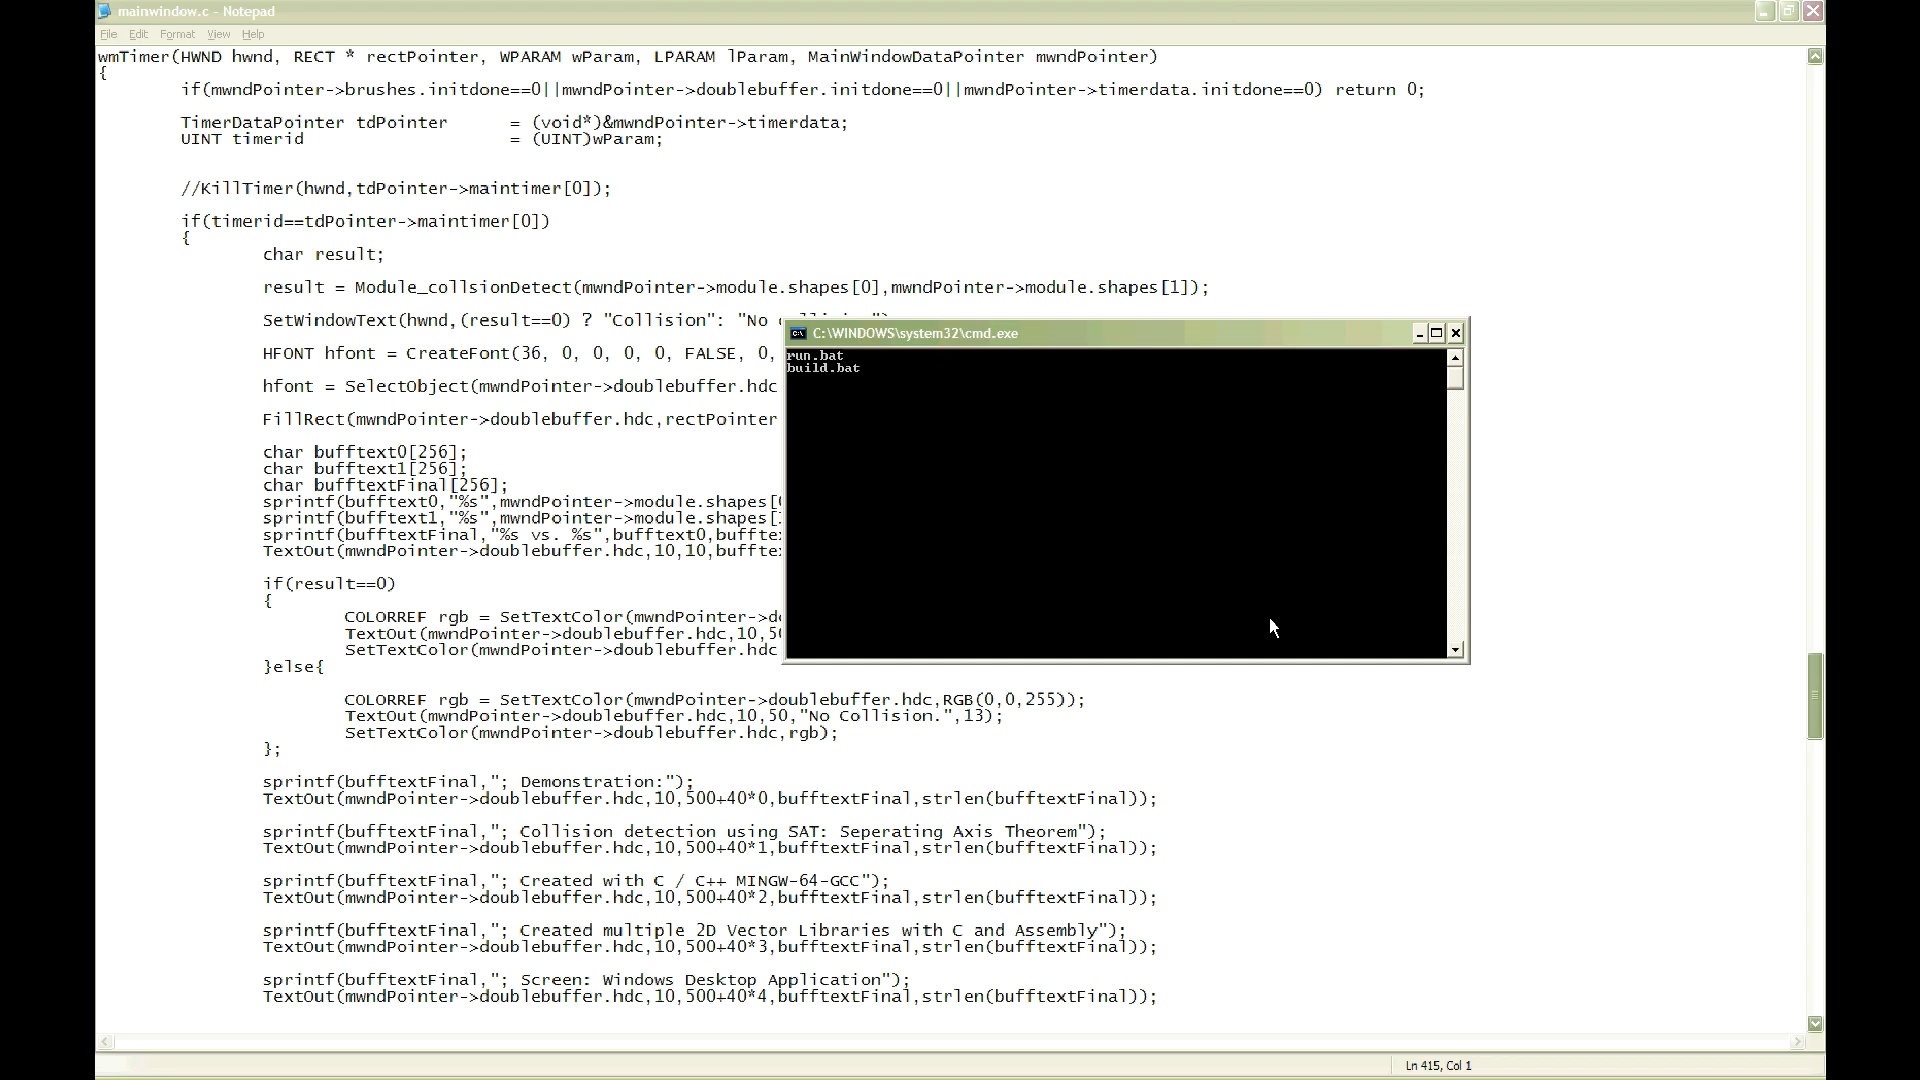 mainwindow.c - Notepad
File Edit Format View Help
wmTimer(HWND hwnd, RECT * rectPointer, WPARAM wParam, LPARAM lParam, MainWindowDataPointer mwndPointer)
{
if(mwndPointer->brushes.initdone==0||mwndPointer->doublebuffer.initdone==0||mwndPointer->timerdata.initdone==0) return 0;
TimerDataPointer tdPointer = (void*)&mwndPointer->timerdata;
UINT timerid = (UINT)wParam;
//KillTimer(hwnd,tdPointer->maintimer[0]);
if(timerid==tdPointer->maintimer[0])
{
char result;
result = Module_collsionDetect(mwndPointer->module.shapes[0],mwndPointer->module.shapes[1]);
SetWindowText(hwnd,(result==0) ? "Collision": "No
HFONT hfont = CreateFont(36, 0, 0, 0, 0, FALSE, 0,
hfont = SelectObject(mwndPointer->doublebuffer.hdc
FillRect(mwndPointer->doublebuffer.hdc,rectPointer
char bufftext0[256];
char bufftext1[256];
char bufftextFinal[256];
sprintf(bufftext0,"%s",mwndPointer->module.shapes[
sprintf(bufftext1,"%s",mwndPointer->module.shapes[
sprintf(bufftextFinal,"%s vs. %s",bufftext0,buffte
TextOut(mwndPointer->doublebuffer.hdc,10,10,buffte
if(result==0)
{
COLORREF rgb = SetTextColor(mwndPointer->d
TextOut(mwndPointer->doublebuffer.hdc,10,5
SetTextColor(mwndPointer->doublebuffer.hdc
}else{
COLORREF rgb = SetTextColor(mwndPointer->doublebuffer.hdc,RGB(0,0,255));
TextOut(mwndPointer->doublebuffer.hdc,10,50,"No Collision.",13);
SetTextColor(mwndPointer->doublebuffer.hdc,rgb);
};
sprintf(bufftextFinal,"; Demonstration:");
TextOut(mwndPointer->doublebuffer.hdc,10,500+40*0,bufftextFinal,strlen(bufftextFinal));
sprintf(bufftextFinal,"; Collision detection using SAT: Seperating Axis Theorem");
TextOut(mwndPointer->doublebuffer.hdc,10,500+40*1,bufftextFinal,strlen(bufftextFinal));
sprintf(bufftextFinal,"; Created with C / C++ MINGW-64-GCC");
TextOut(mwndPointer->doublebuffer.hdc,10,500+40*2,bufftextFinal,strlen(bufftextFinal));
sprintf(bufftextFinal,"; Created multiple 2D Vector Libraries with C and Assembly");
TextOut(mwndPointer->doublebuffer.hdc,10,500+40*3,bufftextFinal,strlen(bufftextFinal));
sprintf(bufftextFinal,"; Screen: Windows Desktop Application");
TextOut(mwndPointer->doublebuffer.hdc,10,500+40*4,bufftextFinal,strlen(bufftextFinal));
C:\WINDOWS\system32\cmd.exe
run.bat
build.bat
Ln 415, Col 1